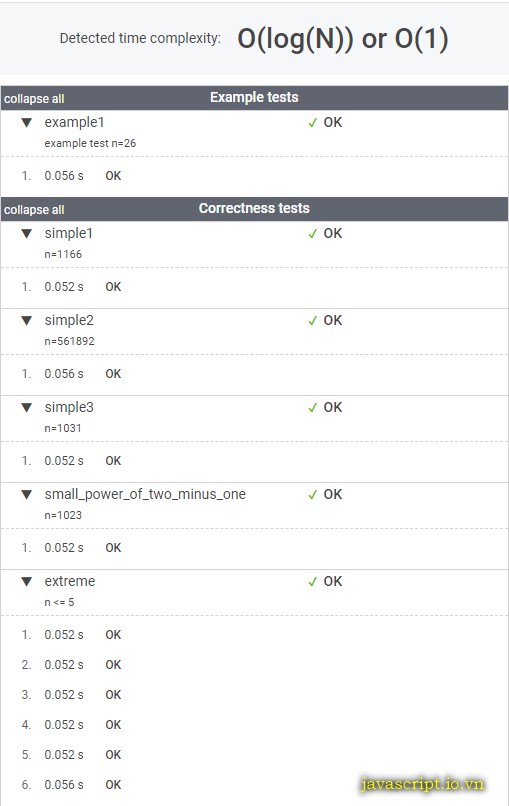 Detected time complexity: O(log(N)) or O(1)
collapse all Example tests
▼ example1 ✓ OK
example test n=26
1. 0.056 s OK
collapse all Correctness tests
▼ simple1 ✓ OK
n=1166
1. 0.052 s OK
▼ simple2 ✓ OK
n=561892
1. 0.056 s OK
▼ simple3 ✓ OK
n=1031
1. 0.052 s OK
▼ small_power_of_two_minus_one ✓ OK
n=1023
1. 0.052 s OK
▼ extreme ✓ OK
n <= 5
1. 0.052 s OK
2. 0.052 s OK
3. 0.052 s OK
4. 0.052 s OK
5. 0.052 s OK
6. 0.056 s OK
javascript.io.vn